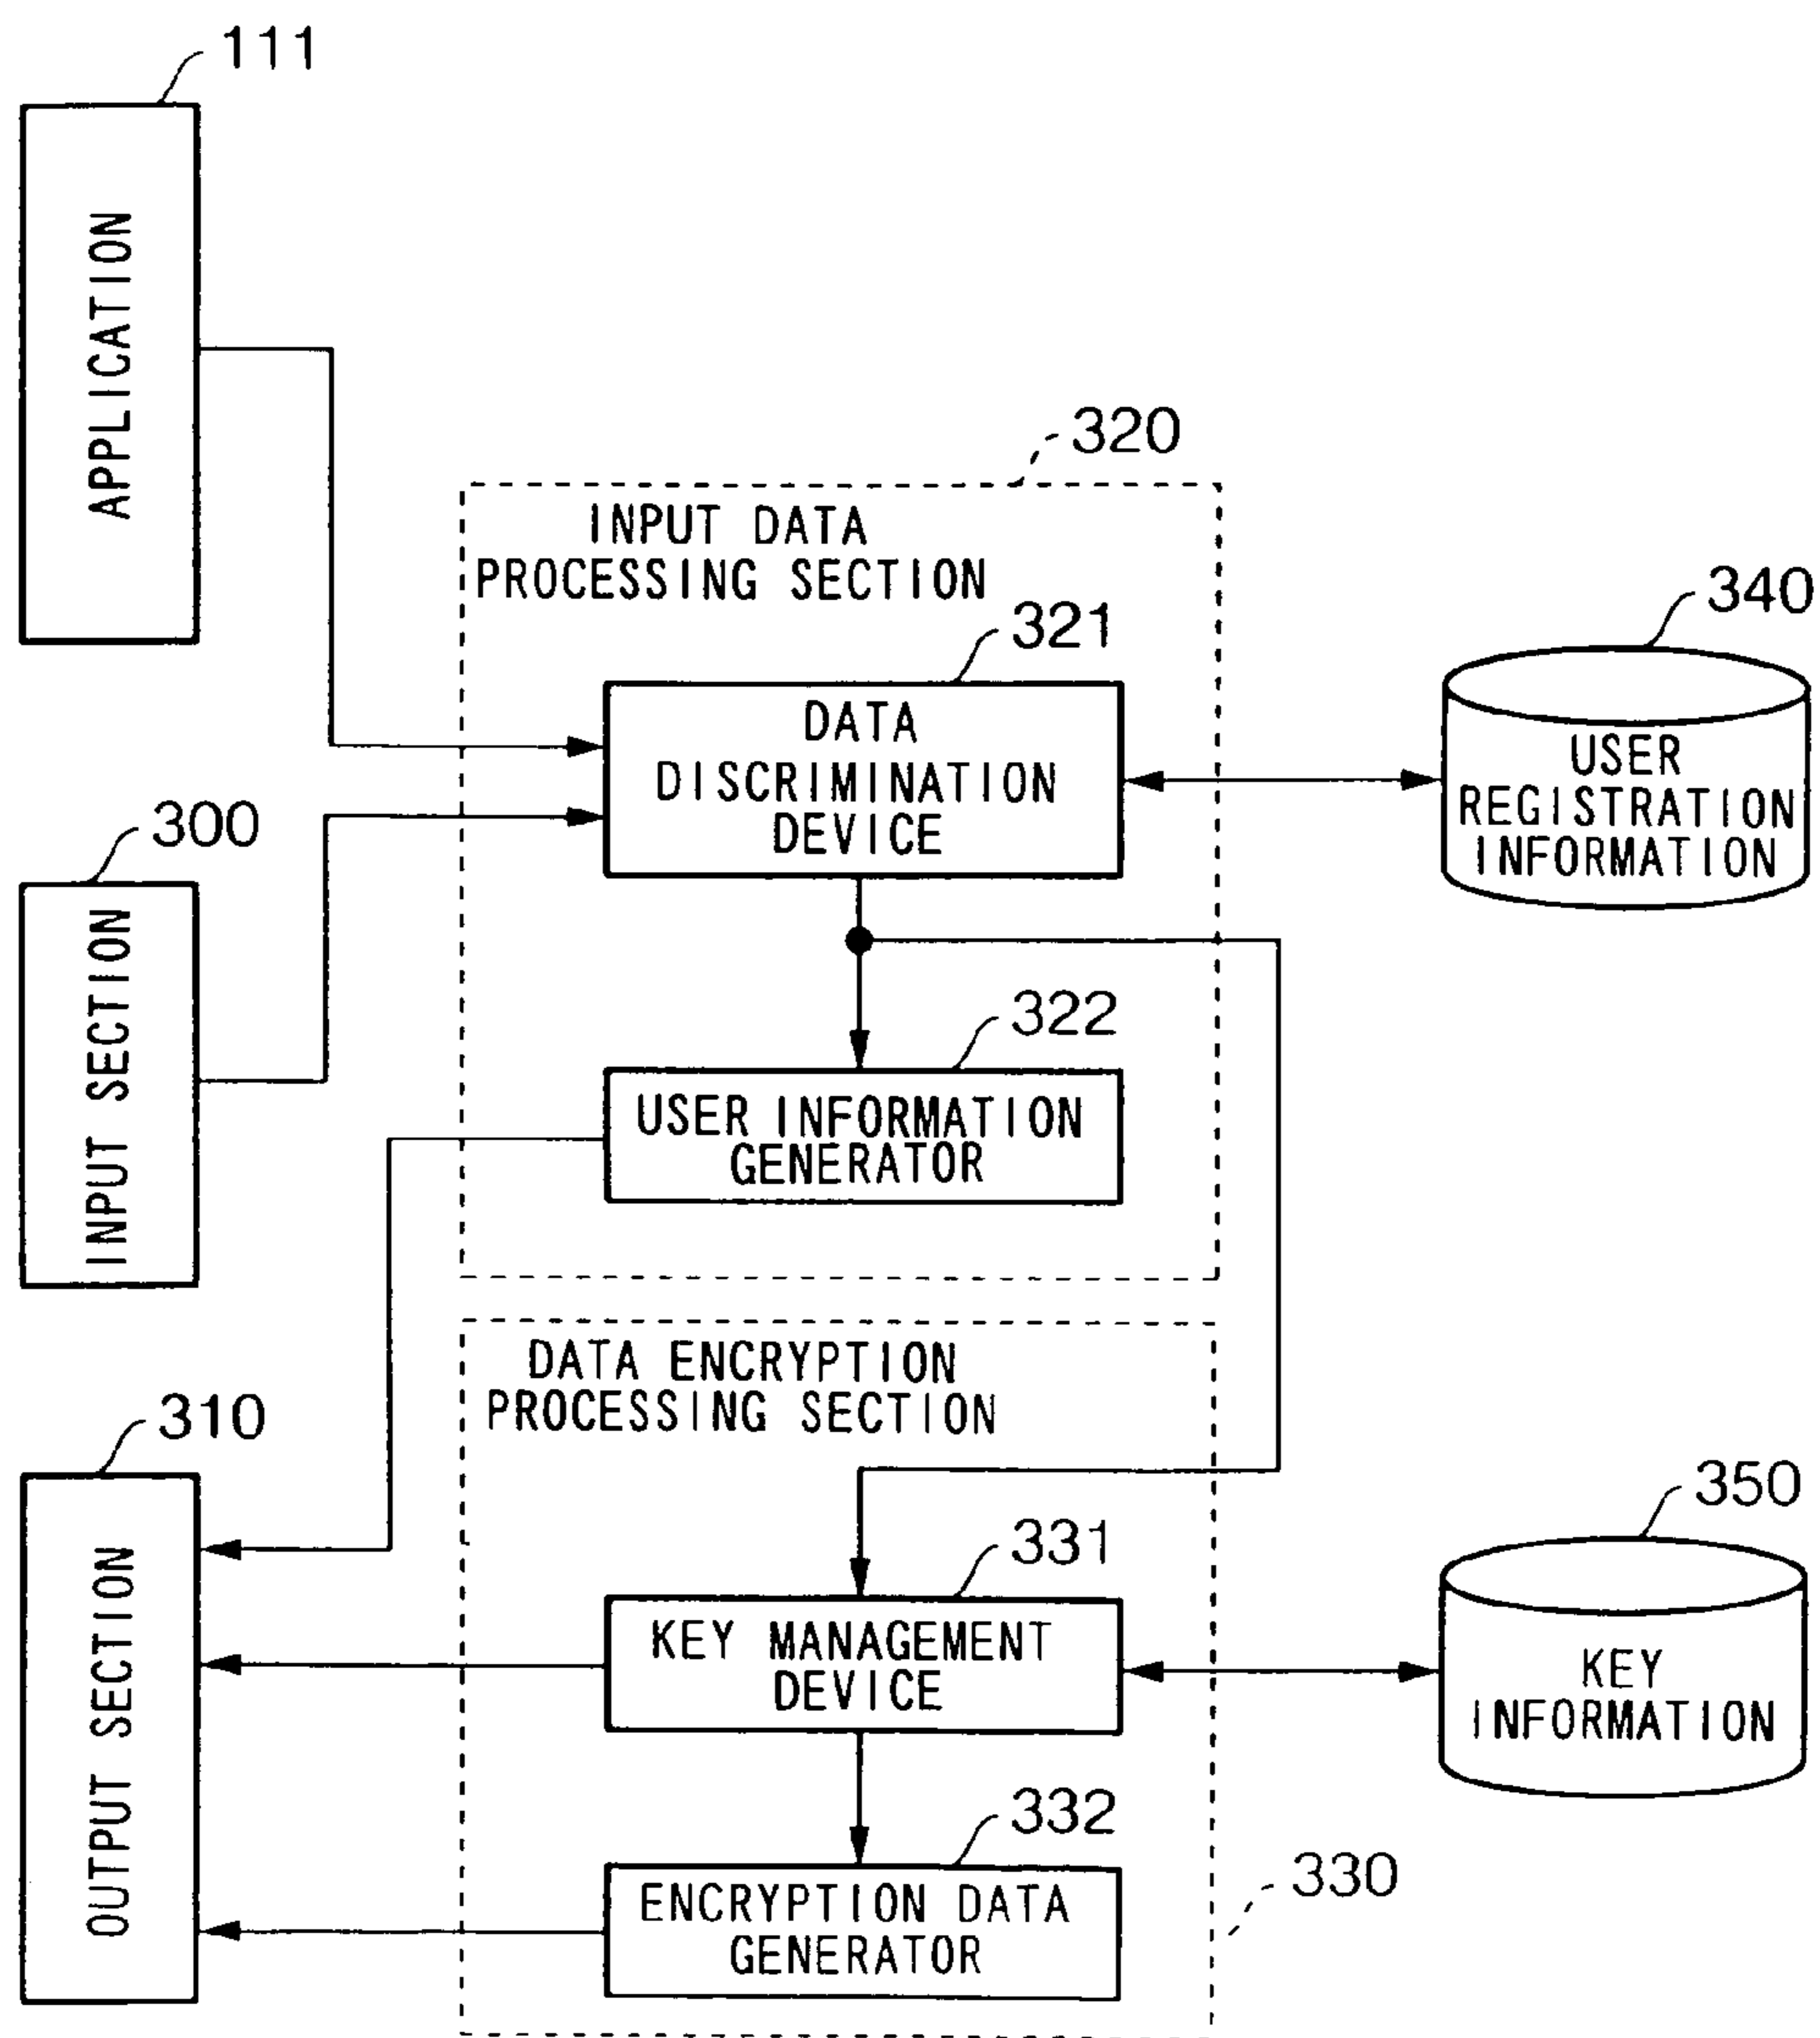 111
APPLICATION
320
INPUT DATA
PROCESSING SECTION
321
DATA
DISCRIMINATION
DEVICE
340
USER
REGISTRATION
INFORMATION
300
INPUT SECTION
322
USER INFORMATION
GENERATOR
DATA ENCRYPTION
PROCESSING SECTION
310
OUTPUT SECTION
331
KEY MANAGEMENT
DEVICE
350
KEY
INFORMATION
332
ENCRYPTION DATA
GENERATOR
330